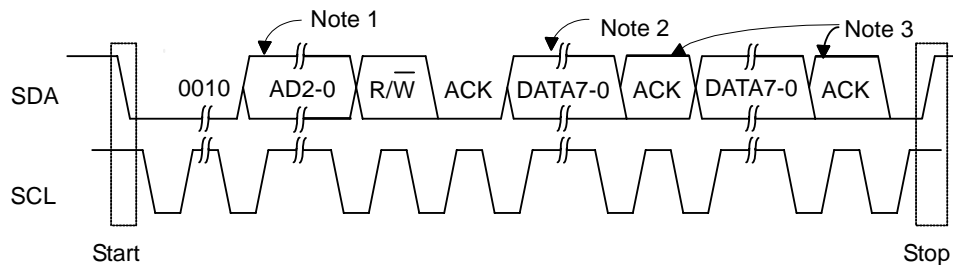 Note 1
Note 2
Note 3
SDA
0010
AD2-0
R/W̅
ACK
DATA7-0
ACK
DATA7-0
ACK
SCL
Start
Stop